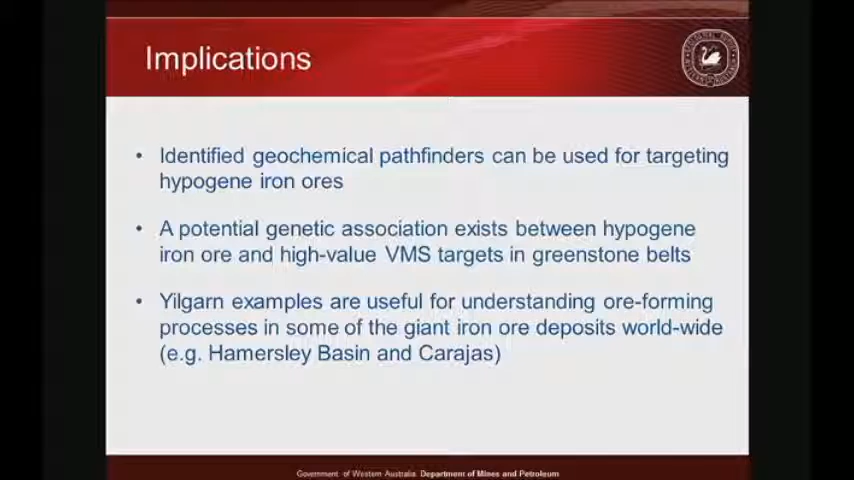 Implications
• Identified geochemical pathfinders can be used for targeting
hypogene iron ores
• A potential genetic association exists between hypogene
iron ore and high-value VMS targets in greenstone belts
• Yilgarn examples are useful for understanding ore-forming
processes in some of the giant iron ore deposits world-wide
(e.g. Hamersley Basin and Carajas)
Government of Western Australia Department of Mines and Petroleum